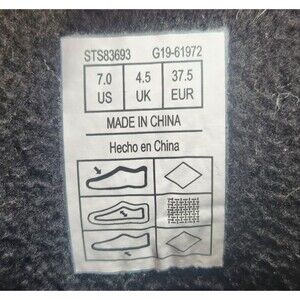 STS83693 G19-61972
7.0 4.5 37.5
US UK EUR
MADE IN CHINA
Hecho en China